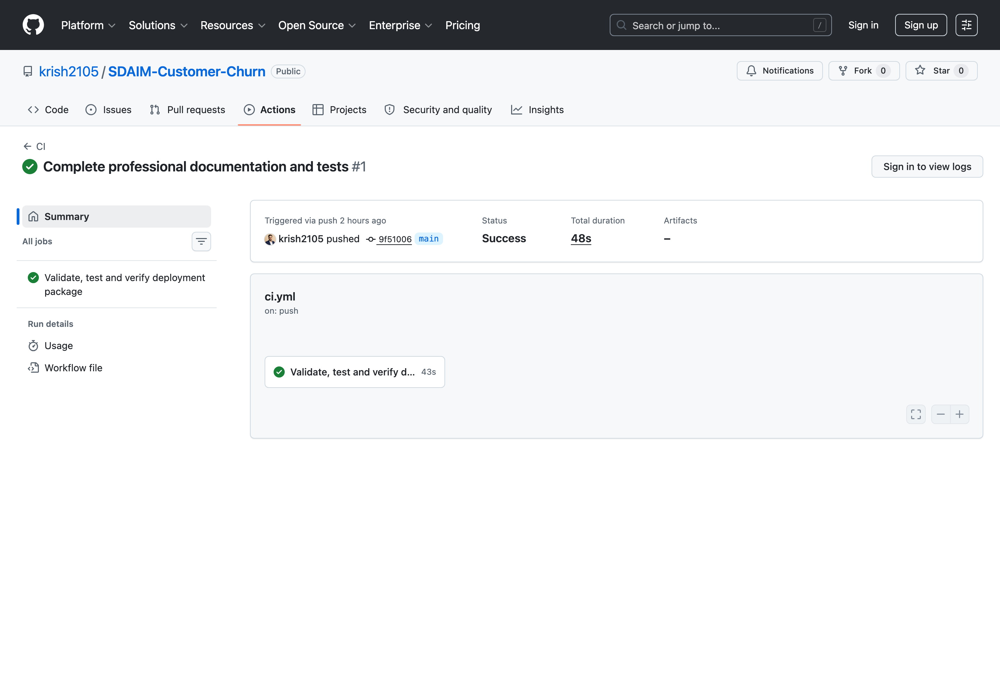 Platform Solutions Resources Open Source Enterprise Pricing Search or jump to... / Sign in Sign up
krish2105 / SDAIM-Customer-Churn Public Notifications Fork 0 Star 0
Code Issues Pull requests Actions Projects Security and quality Insights
CI
Complete professional documentation and tests #1 Sign in to view logs
Summary
All jobs
Validate, test and verify deployment
package
Run details
Usage
Workflow file
Triggered via push 2 hours ago
krish2105 pushed 9f51006 main
Status
Success
Total duration
48s
Artifacts
–
ci.yml
on: push
Validate, test and verify d... 43s